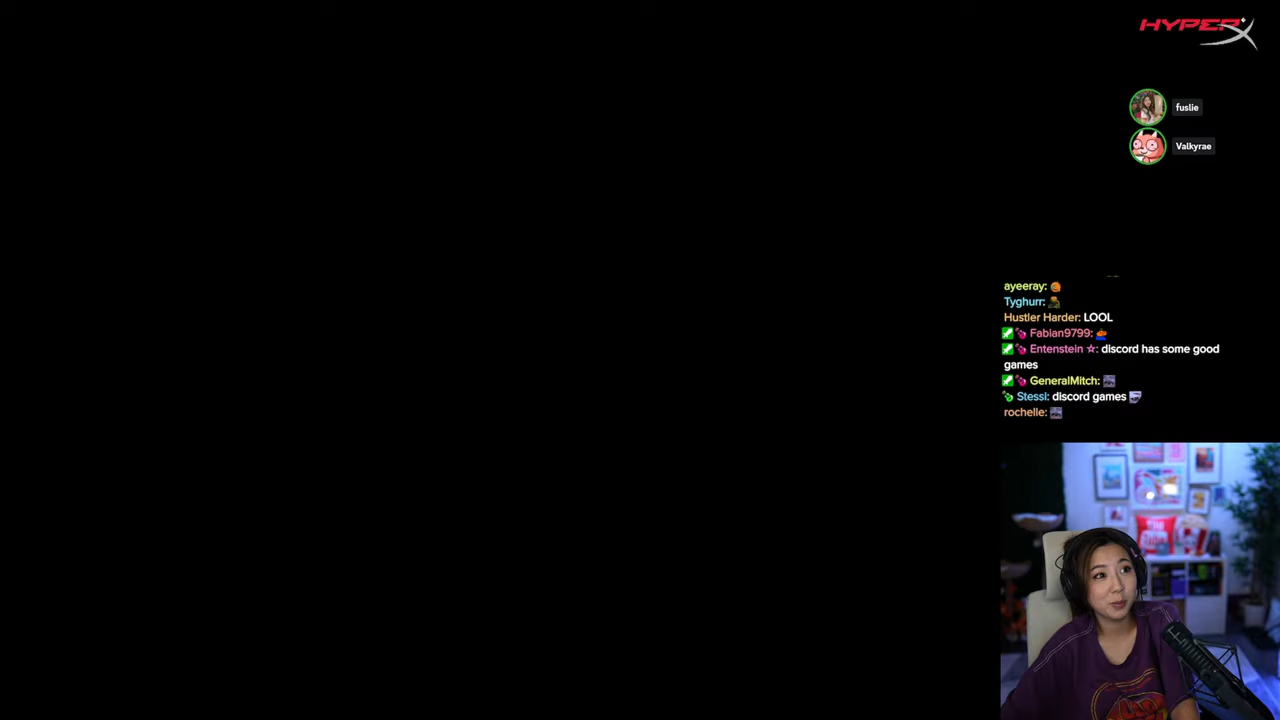 HYPERX
fuslie
Valkyrae
ayeeray:
Tyghurr:
Hustler Harder: LOOL
Fabian9799:
Entenstein ☆: discord has some good
games
GeneralMitch:
Stessi: discord games
rochelle: